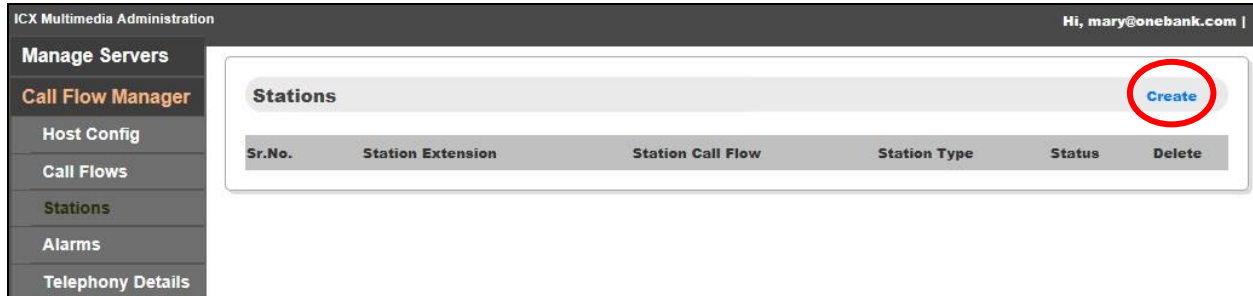 ICX Multimedia Administration
Hi, mary@onebank.com |
Manage Servers
Call Flow Manager
Host Config
Call Flows
Stations
Alarms
Telephony Details
Stations
Create
Sr.No. Station Extension Station Call Flow Station Type Status Delete